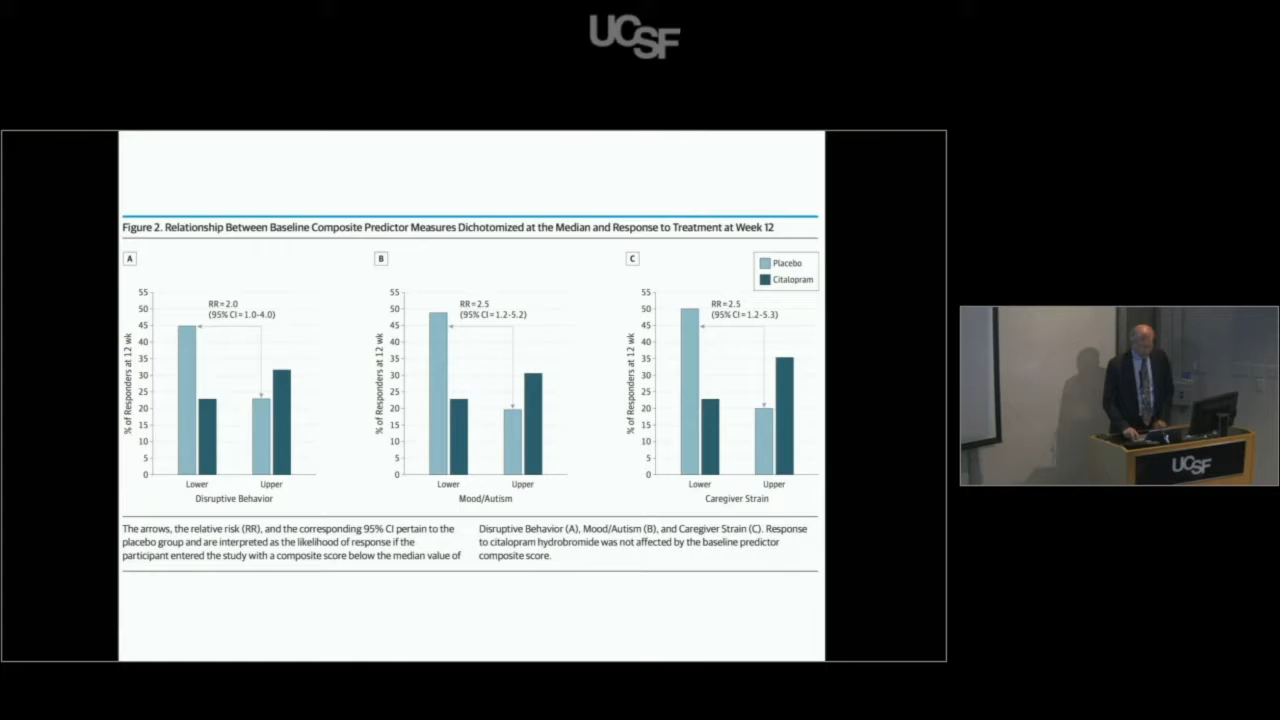 UCSF
Figure 2. Relationship Between Baseline Composite Predictor Measures Dichotomized at the Median and Response to Treatment at Week 12
A
RR=2.0
(95% CI=1.0-4.0)
% of Responders at 12 wk
55
50
45
40
35
30
25
20
15
10
5
0
Lower
Upper
Disruptive Behavior
B
RR=2.5
(95% CI=1.2-5.2)
% of Responders at 12 wk
55
50
45
40
35
30
25
20
15
10
5
0
Lower
Upper
Mood/Autism
C
Placebo
Citalopram
RR=2.5
(95% CI=1.2-5.3)
% of Responders at 12 wk
55
50
45
40
35
30
25
20
15
10
5
0
Lower
Upper
Caregiver Strain
The arrows, the relative risk (RR), and the corresponding 95% CI pertain to the
placebo group and are interpreted as the likelihood of response if the
participant entered the study with a composite score below the median value of
Disruptive Behavior (A), Mood/Autism (B), and Caregiver Strain (C). Response
to citalopram hydrobromide was not affected by the baseline predictor
composite score.
UCSF